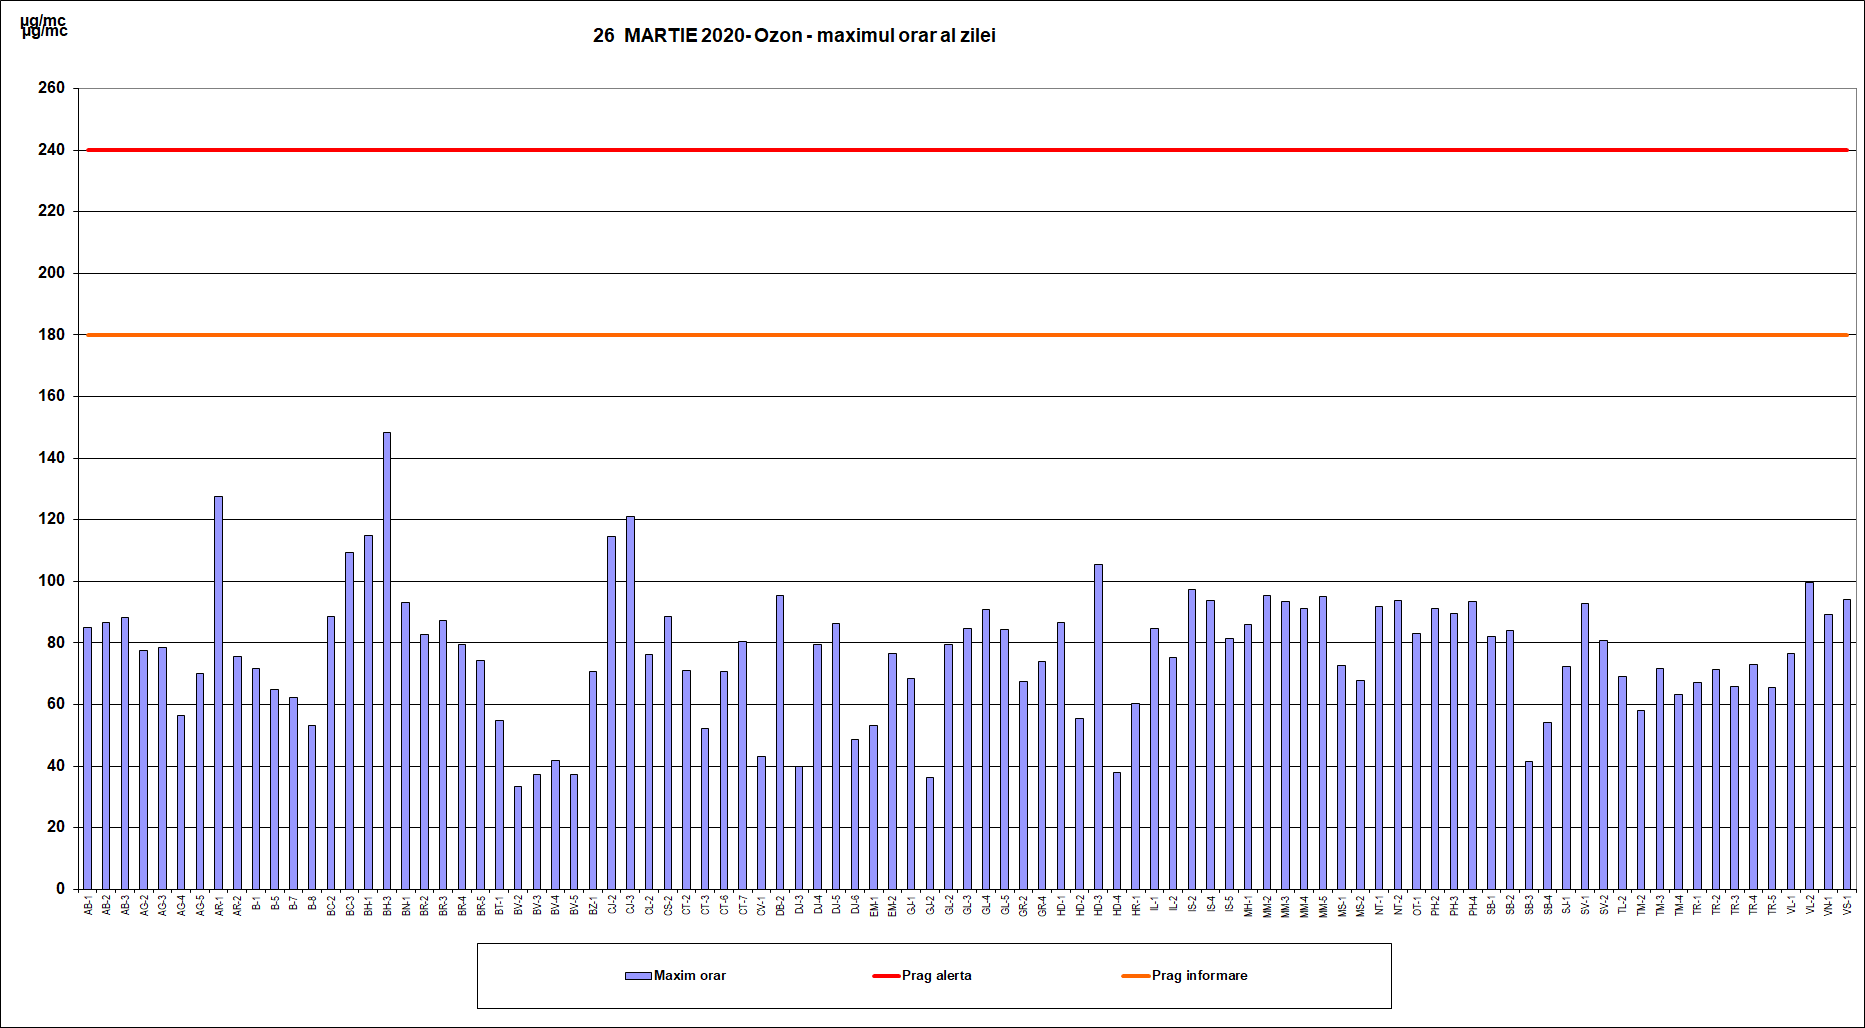 µg/mc
µg/mc
26 MARTIE 2020- Ozon - maximul orar al zilei
260
240
220
200
180
160
140
120
100
80
60
40
20
0
AB-1 AB-2 AB-3 AG-2 AG-3 AG-4 AG-5 AR-1 AR-2 B-1 B-5 B-7 B-8 BC-2 BC-3 BH-1 BH-3 BN-1 BR-2 BR-3 BR-4 BR-5 BT-1 BV-2 BV-3 BV-4 BV-5 BZ-1 CJ-2 CJ-3 CL-2 CS-2 CT-2 CT-3 CT-6 CT-7 CV-1 DB-2 DJ-3 DJ-4 DJ-5 DJ-6 EM-1 EM-2 GJ-1 GJ-2 GL-2 GL-3 GL-4 GL-5 GR-2 GR-4 HD-1 HD-2 HD-3 HD-4 HR-1 IL-1 IL-2 IS-2 IS-4 IS-5 MH-1 MM-2 MM-3 MM-4 MM-5 MS-1 MS-2 NT-1 NT-2 OT-1 PH-2 PH-3 PH-4 SB-1 SB-2 SB-3 SB-4 SJ-1 SV-1 SV-2 TL-2 TM-2 TM-3 TM-4 TR-1 TR-2 TR-3 TR-4 TR-5 VL-1 VL-2 VN-1 VS-1
Maxim orar Prag alerta Prag informare